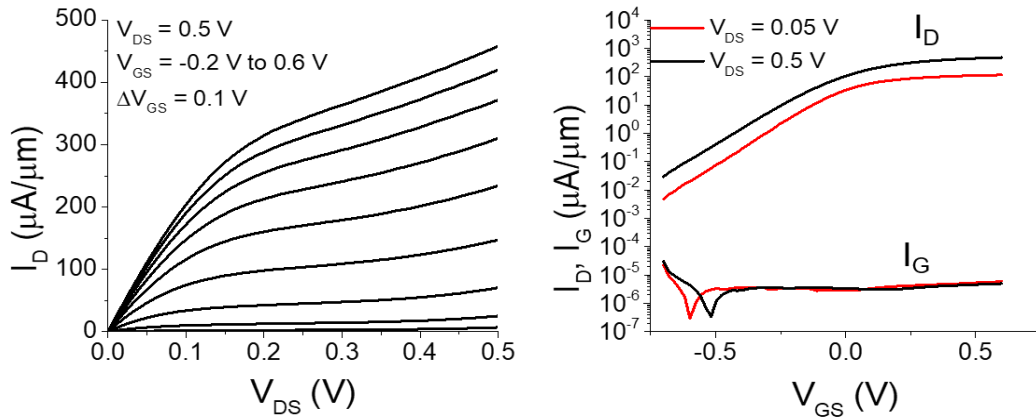 500
400
300
200
100
0
I_D (μA/μm)
V_DS = 0.5 V
V_GS = -0.2 V to 0.6 V
ΔV_GS = 0.1 V
0.0 0.1 0.2 0.3 0.4 0.5
V_DS (V)
10^4
10^3
10^2
10^1
10^0
10^-1
10^-2
10^-3
10^-4
10^-5
10^-6
10^-7
I_D, I_G (μA/μm)
V_DS = 0.05 V
V_DS = 0.5 V
I_D
I_G
-0.5 0.0 0.5
V_GS (V)